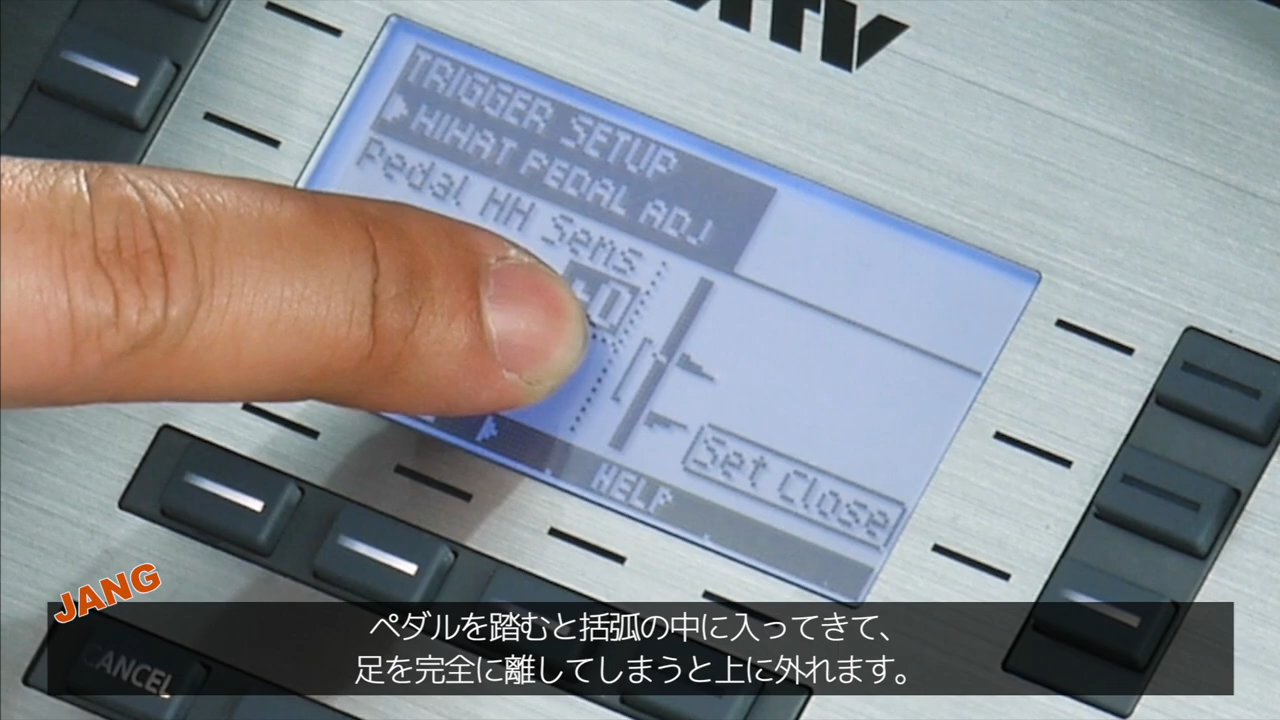 TRIGGER SETUP
HIHAT PEDAL ADJ
Pedal HH Sens
Set Close
HELP
CANCEL
JANG
ペダルを踏むと括弧の中に入ってきて、
足を完全に離してしまうと上に外れます。